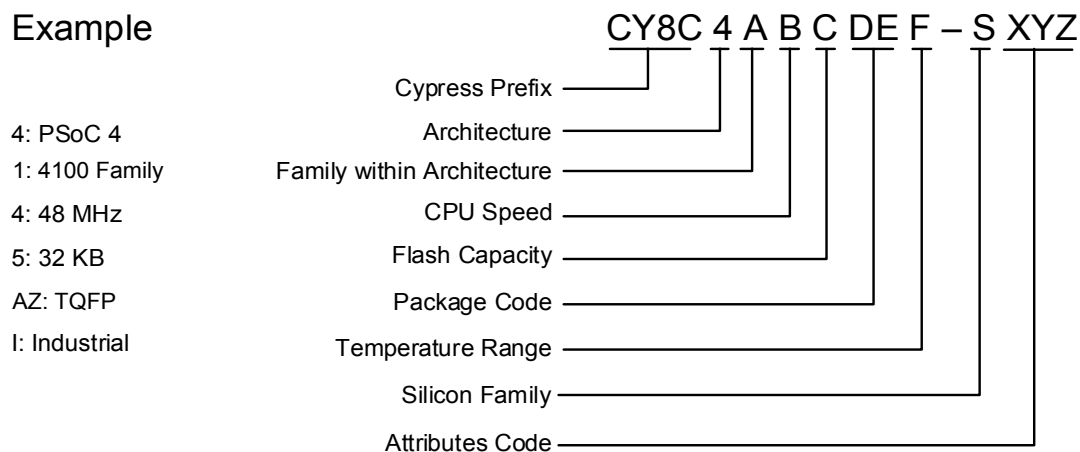 Example CY8C 4 A B C DE F – S XYZ
Cypress Prefix
4: PSoC 4 Architecture
1: 4100 Family Family within Architecture
4: 48 MHz CPU Speed
5: 32 KB Flash Capacity
AZ: TQFP Package Code
I: Industrial Temperature Range
Silicon Family
Attributes Code